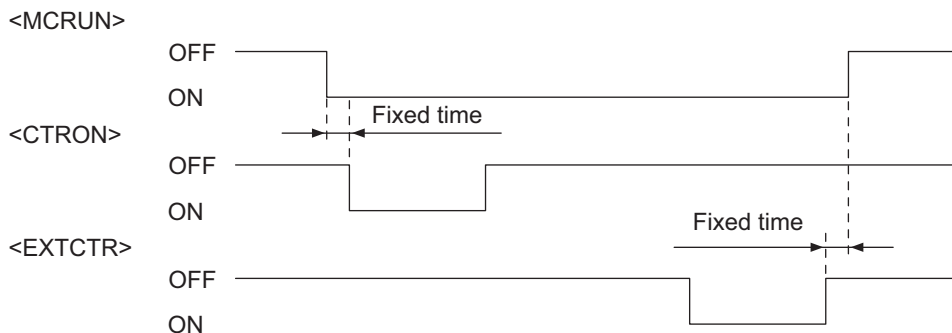 <MCRUN>
OFF
ON
Fixed time
<CTRON>
OFF
ON
Fixed time
<EXTCTR>
OFF
ON